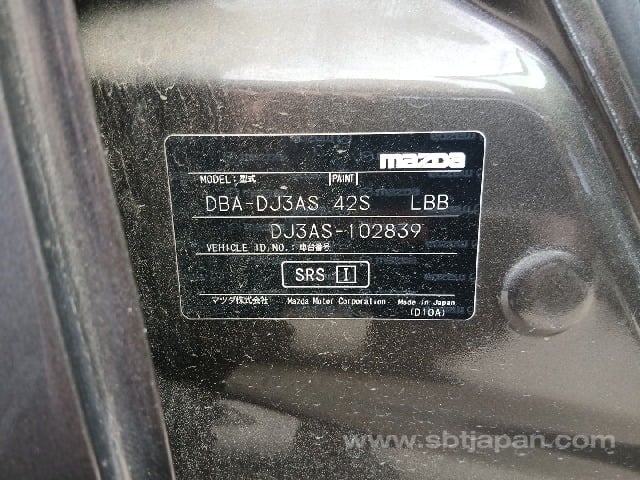 mazda
MODEL: 型式 PAINT
DBA-DJ3AS 42S LBB
DJ3AS-102839
VEHICLE ID.NO.: 車台番号
SRS I
マツダ株式会社 Mazda Motor Corporation Made in Japan
(D10A)
www.sbtjapan.com